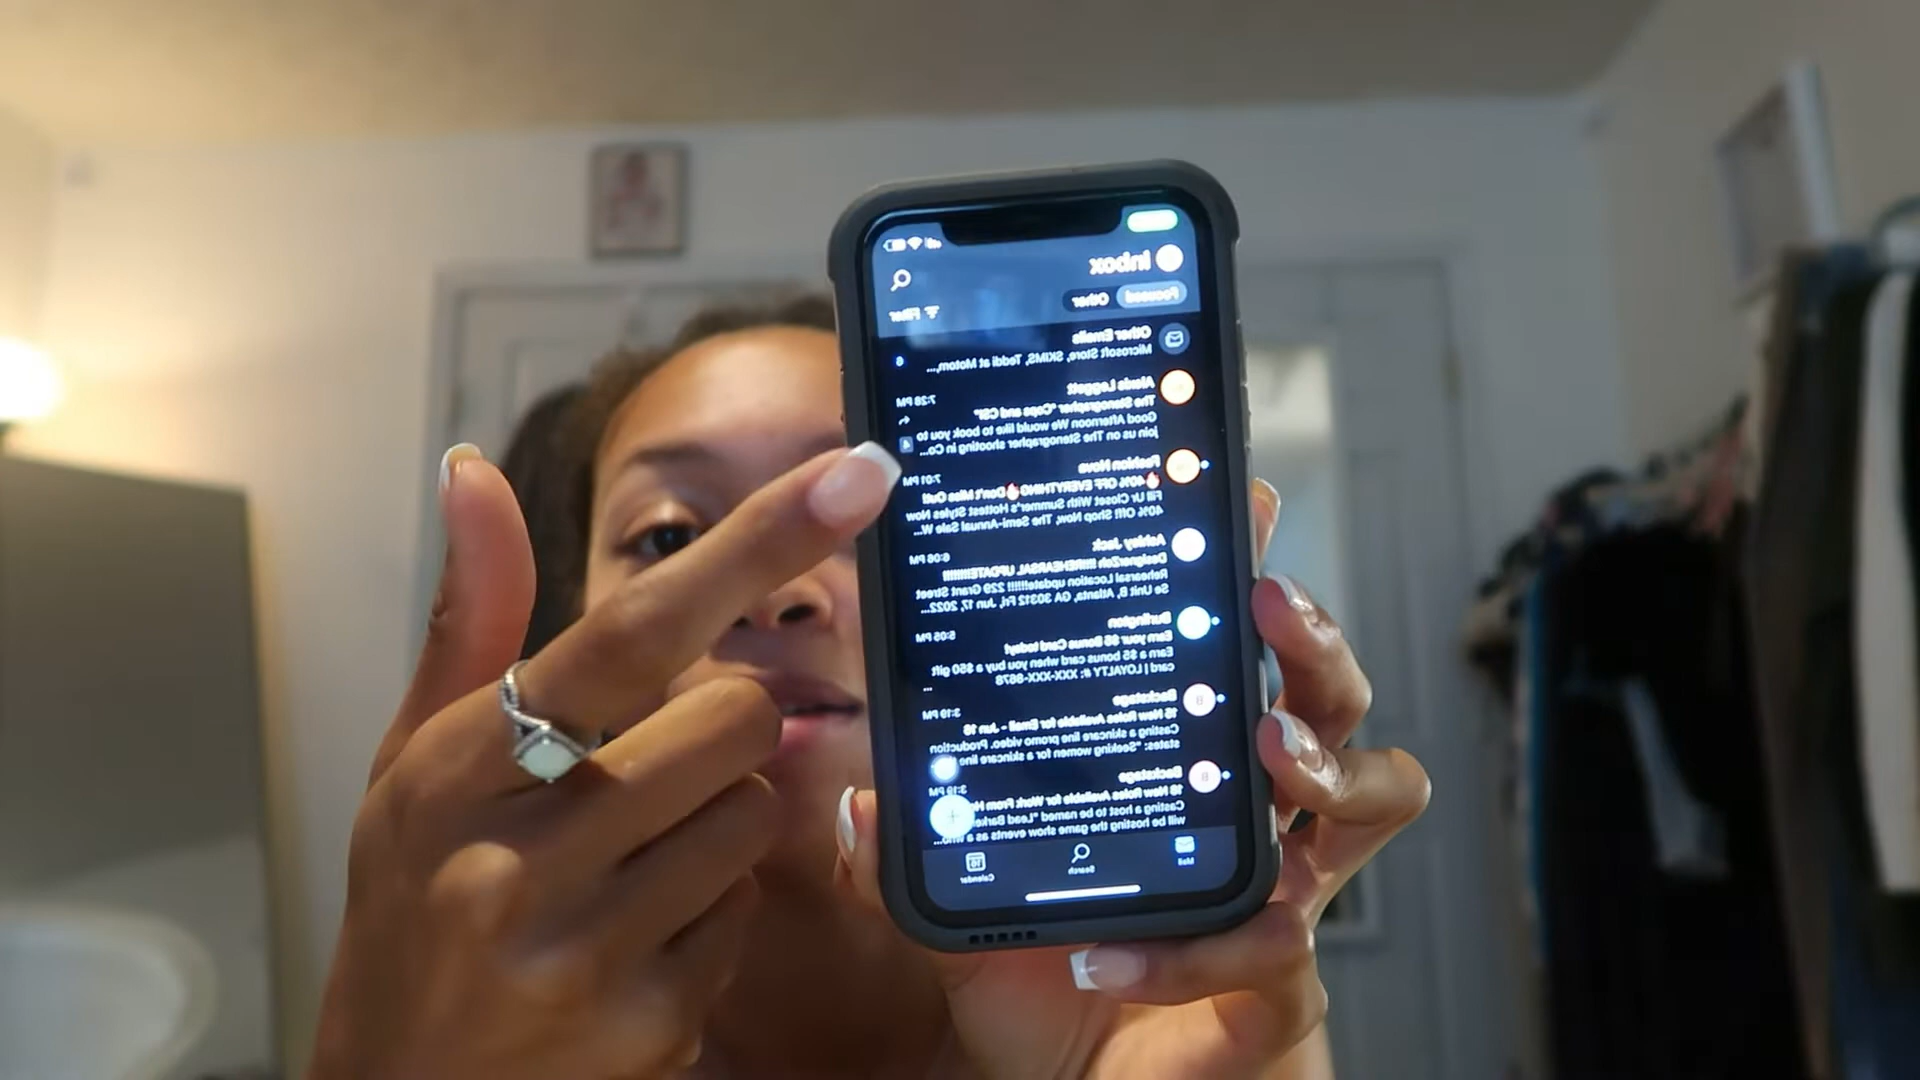 Inbox
Focused Other
Filter
Other Emails
Microsoft Store, SKIMS, Teddi at Motom,... 6
Alexis Leggett 7:28 PM
The Stenographer "Cops and CSI"
Good Afternoon We would like to book you to
join us on The Stenographer shooting in Co... 4
Fashion Nova 7:01 PM
🔥40% OFF EVERYTHING🔥Don't Miss Out!
Fill Ur Closet With Summer's Hottest Styles Now
40% Off! Shop Now, The Semi-Annual Sale W...
Ashley Jack 6:06 PM
Rehearsal Location update!!!!!!! 229 Grant Street
Se Unit B, Atlanta, GA 30312 Fri, Jun 17, 2022...
Burlington 5:05 PM
Earn your $5 Bonus Card today!
Earn a $5 bonus card when you buy a $50 gift
card | LOYALTY #: XXX-XXX-8678
...
Backstage 3:19 PM
15 New Roles Available for Email - Jun 16
Casting a skincare line promo video. Production
states: "Seeking women for a skincare line
B
Backstage 3:19 PM
18 New Roles Available for Work From
Casting a host to be named "Lead Barke
will be hosting the game show events as a who...
B
Mail Search Calendar